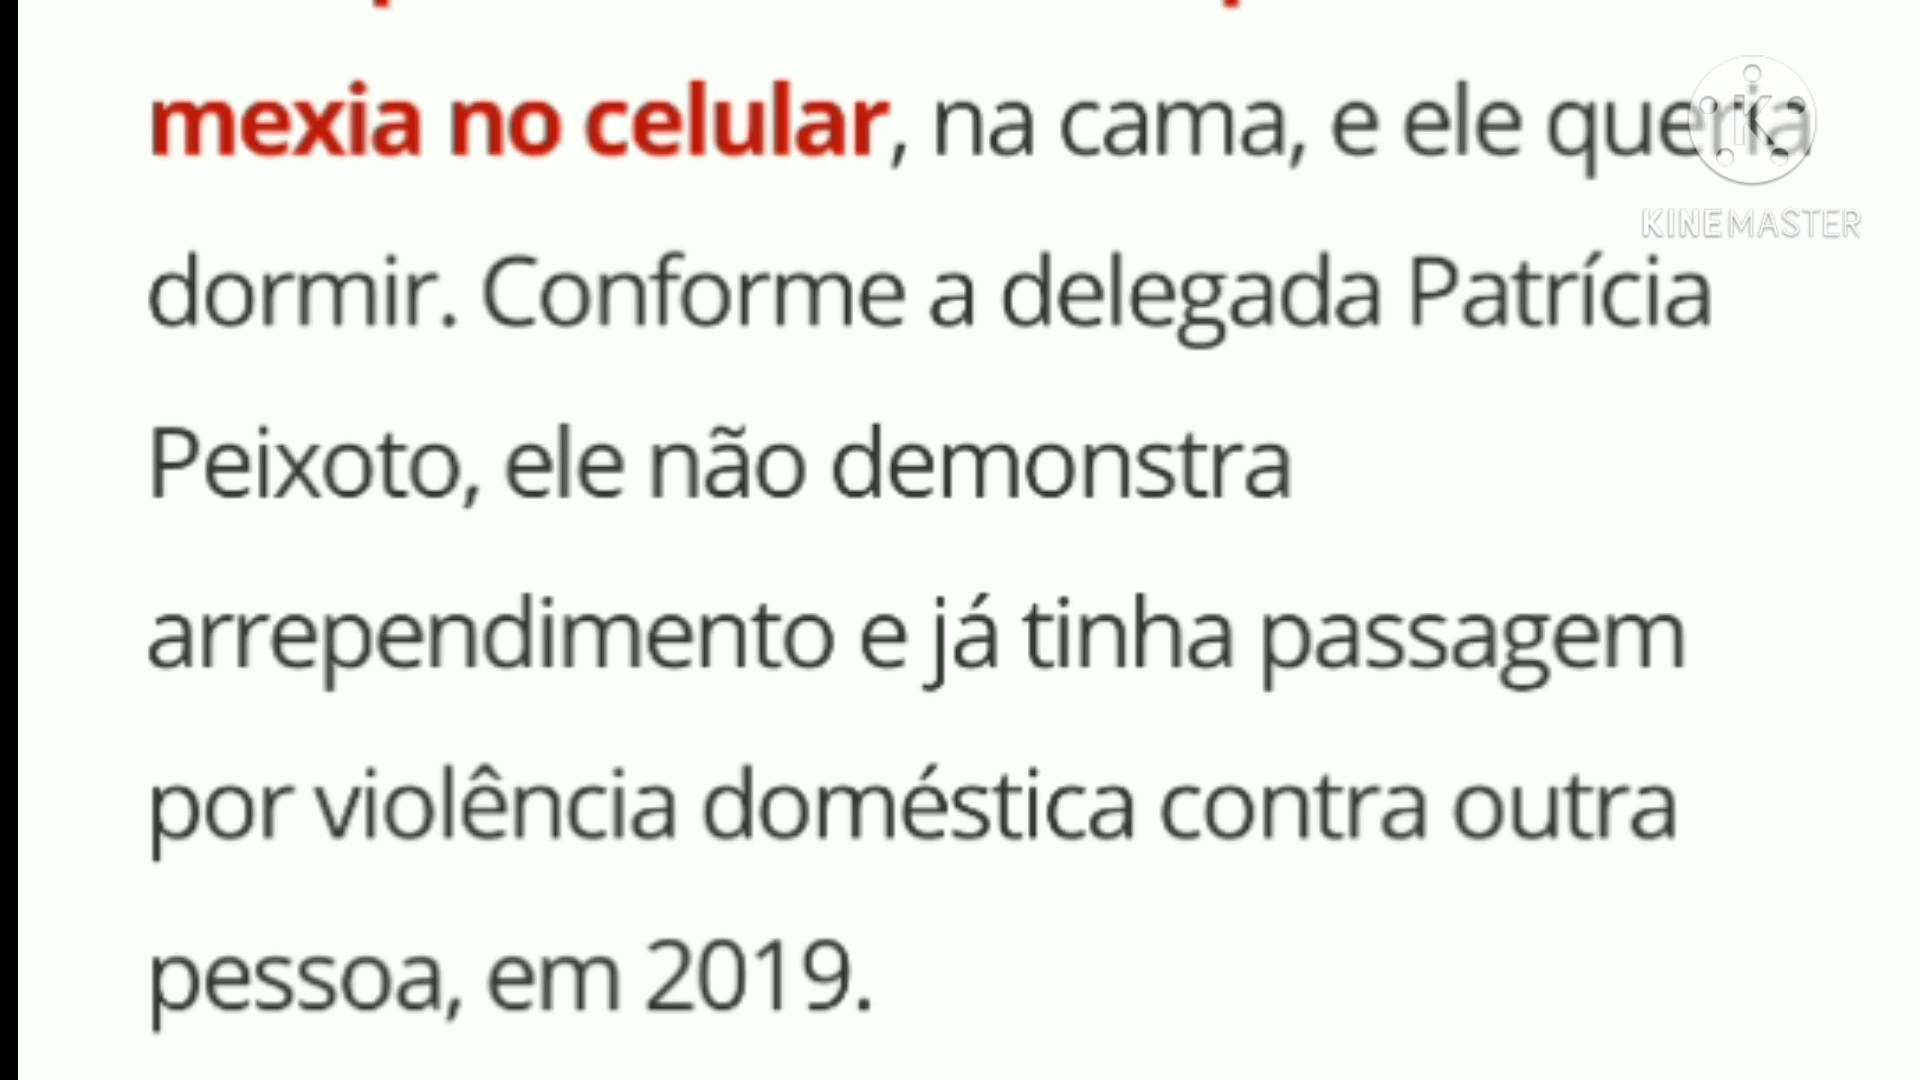 mexia no celular, na cama, e ele queria
KINEMASTER
dormir. Conforme a delegada Patrícia
Peixoto, ele não demonstra
arrependimento e já tinha passagem
por violência doméstica contra outra
pessoa, em 2019.